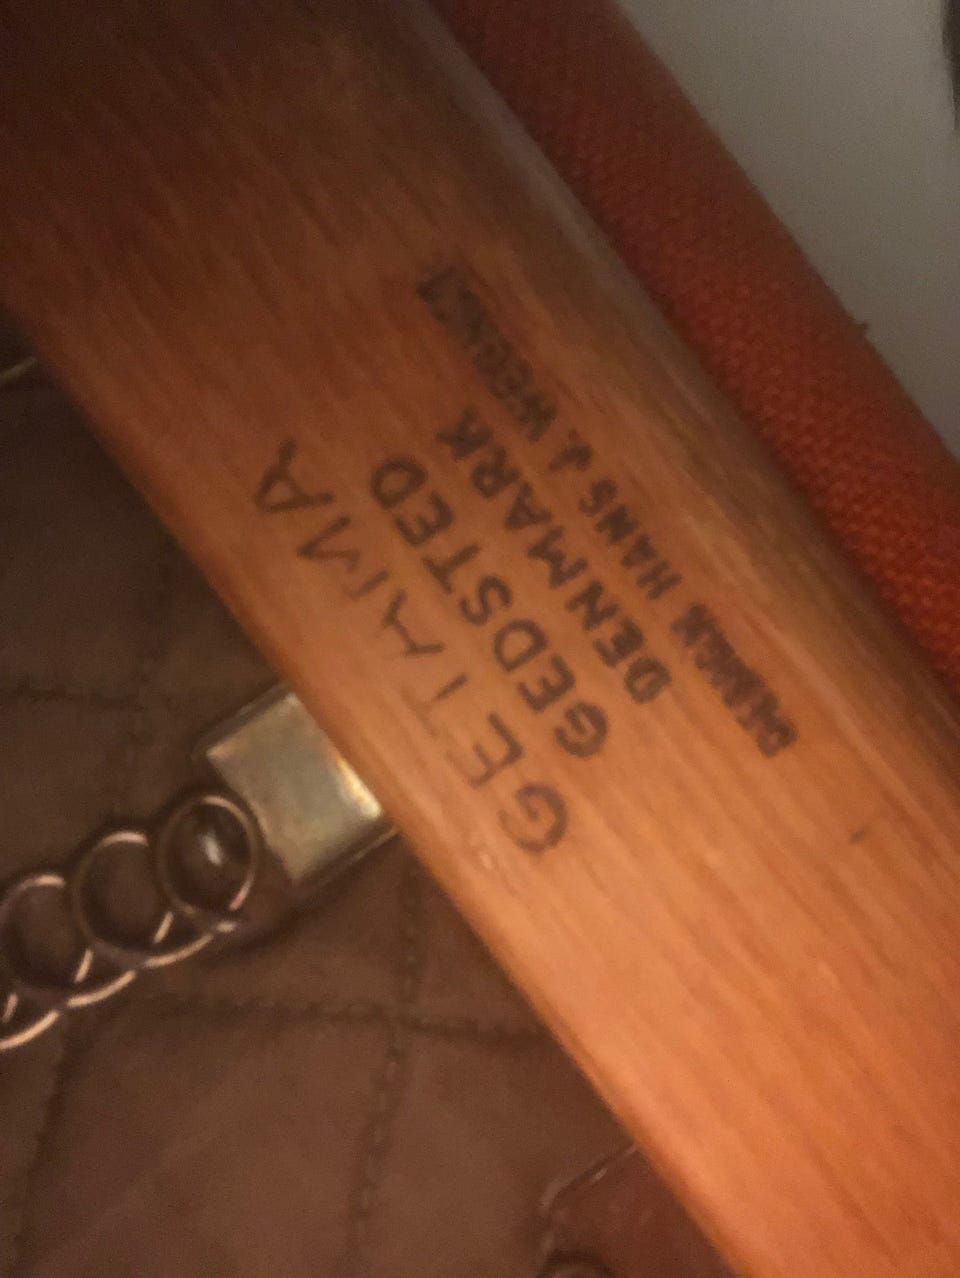 GETAMA
GEDSTED
DENMARK
DESIGN HANS J. WEGNER